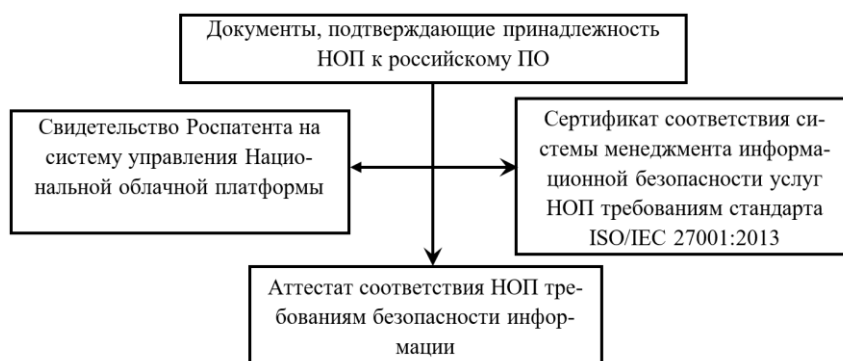 Документы, подтверждающие принадлежность
НОП к российскому ПО
Свидетельство Роспатента на
систему управления Нацио-
нальной облачной платформы
Сертификат соответствия си-
стемы менеджмента информа-
ционной безопасности услуг
НОП требованиям стандарта
ISO/IEC 27001:2013
Аттестат соответствия НОП тре-
бованиям безопасности инфор-
мации